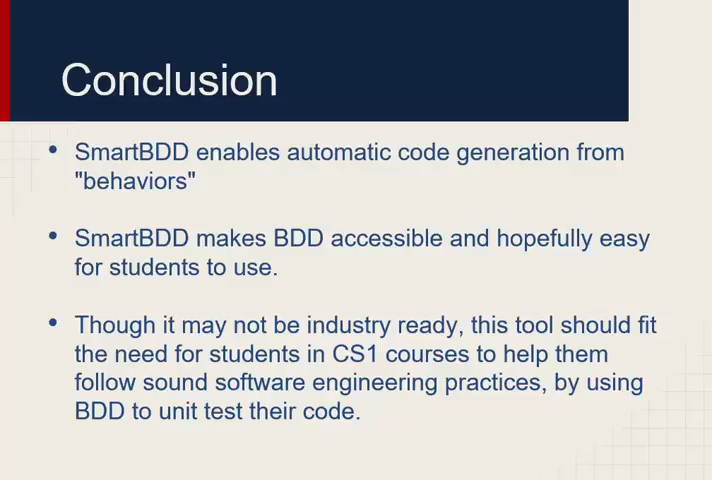 Conclusion
• SmartBDD enables automatic code generation from
"behaviors"
• SmartBDD makes BDD accessible and hopefully easy
for students to use.
• Though it may not be industry ready, this tool should fit
the need for students in CS1 courses to help them
follow sound software engineering practices, by using
BDD to unit test their code.